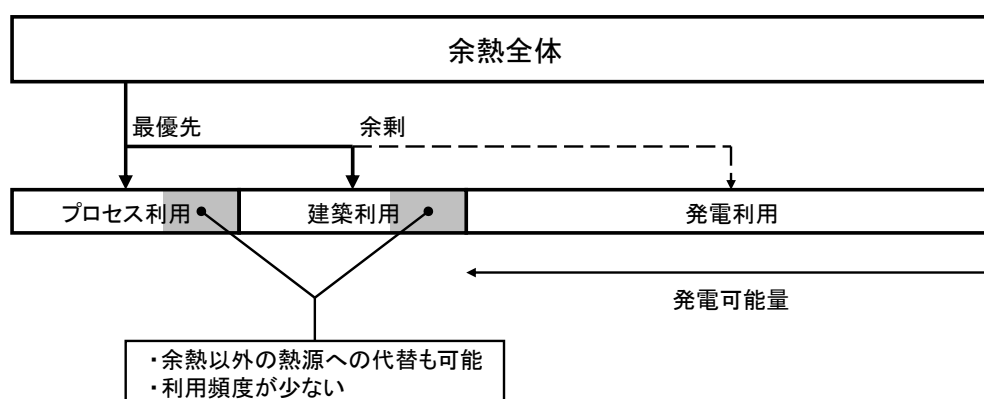 余熱全体
最優先
余剰
プロセス利用
建築利用
発電利用
発電可能量
・余熱以外の熱源への代替も可能
・利用頻度が少ない